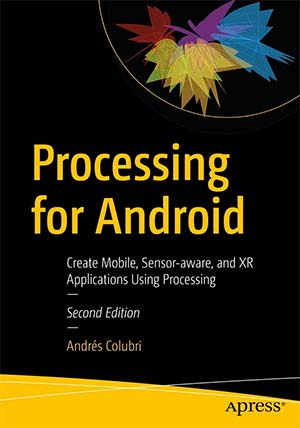 Processing
for Android
Create Mobile, Sensor-aware, and XR
Applications Using Processing
—
Second Edition
—
Andrés Colubri
Apress®